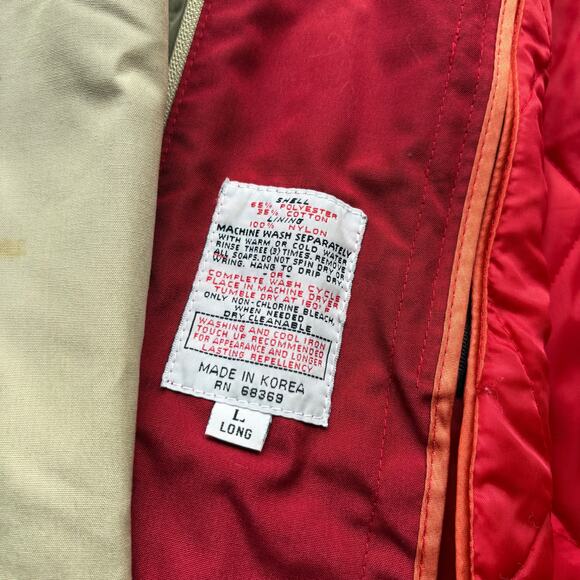 SHELL
65% POLYESTER
35% COTTON
LINING
100% NYLON
MACHINE WASH SEPARATELY
WITH WARM OR COLD WATER
RINSE THREE (3) TIMES. REMOVE
ALL SOAPS. DO NOT SPIN DRY OR
WRING. HANG TO DRIP DRY
-OR-
COMPLETE WASH CYCLE
PLACE IN MACHINE DRYER
TUMBLE DRY AT 160° F
ONLY NON-CHLORINE BLEACH
WHEN NEEDED
DRY CLEANABLE
WASHING AND COOL IRON
TOUCH UP RECOMMENDED
FOR APPEARANCE AND LONGER
LASTING REPELLENCY
MADE IN KOREA
RN 68369
L
LONG